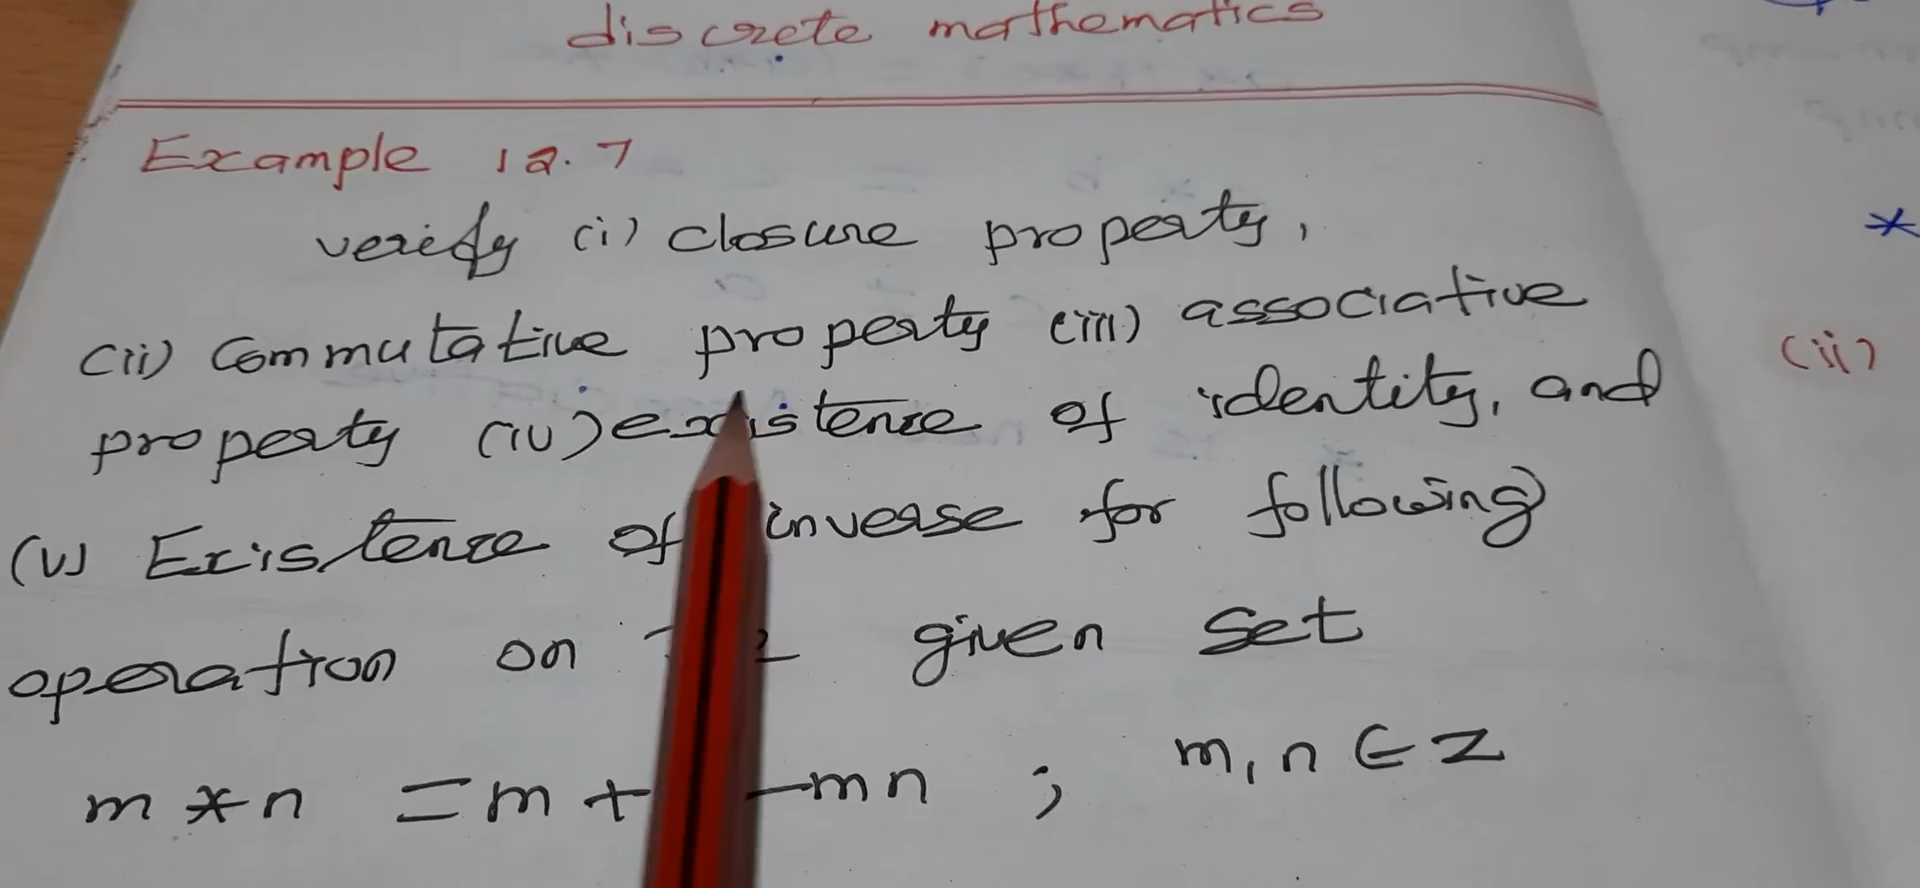 discrete mathematics
Example 12.7
verify (i) closure property,
(ii) commutative property (iii) associative
property (iv) existence of identity, and
(v) Existence of inverse for following
operation on given set
m * n = m + - mn ; m, n ∈ Z
*
(ii)